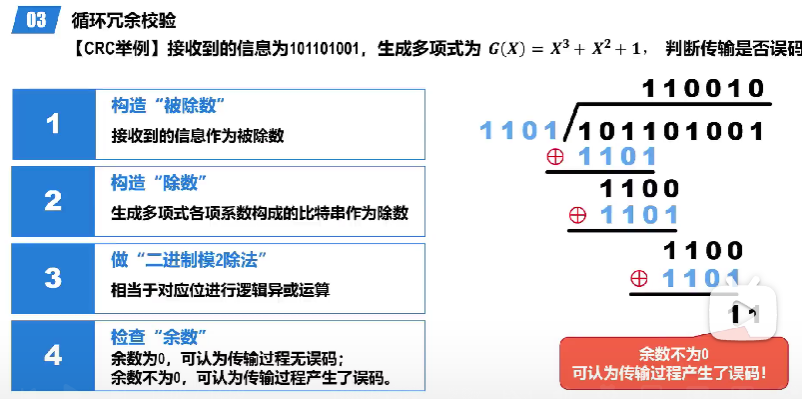 03 循环冗余校验
【CRC举例】接收到的信息为101101001，生成多项式为 G(X) = X³ + X² + 1， 判断传输是否误码
1 构造“被除数”
接收到的信息作为被除数
2 构造“除数”
生成多项式各项系数构成的比特串作为除数
3 做“二进制模2除法”
相当于对应位进行逻辑异或运算
4 检查“余数”
余数为0，可认为传输过程无误码；
余数不为0，可认为传输过程产生了误码。
110010
1101 101101001
⊕ 1101
1100
⊕ 1101
1100
⊕ 1101
11
余数不为0
可认为传输过程产生了误码！